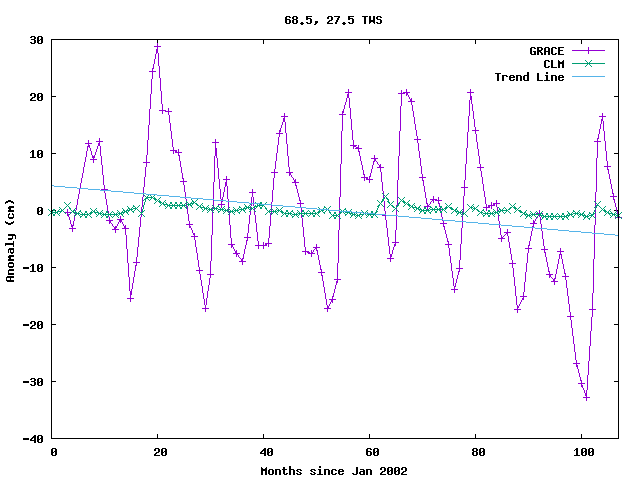 68.5, 27.5 TWS
GRACE
CLM
Trend Line
30
20
10
0
-10
-20
-30
-40
Anomaly (cm)
0 20 40 60 80 100
Months since Jan 2002